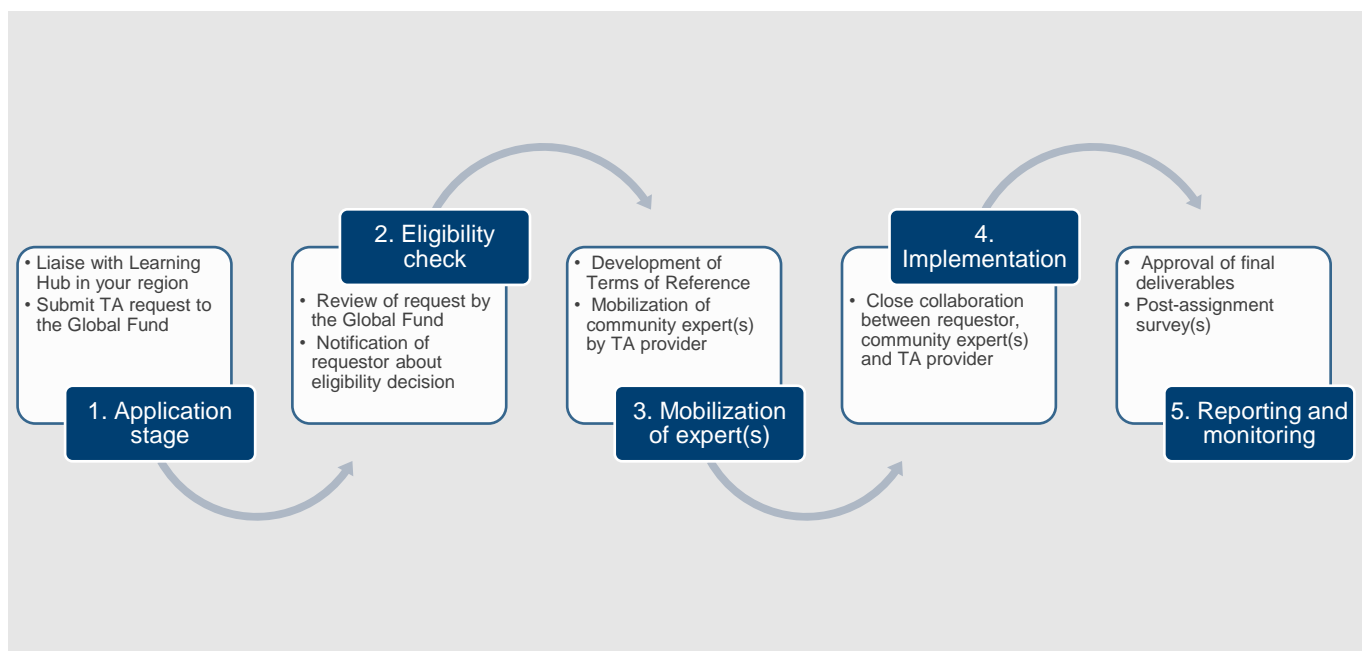 • Liaise with Learning
Hub in your region
• Submit TA request to
the Global Fund
1. Application
stage
2. Eligibility
check
• Review of request by
the Global Fund
• Notification of
requestor about
eligibility decision
• Development of
Terms of Reference
• Mobilization of
community expert(s)
by TA provider
3. Mobilization
of expert(s)
4.
Implementation
• Close collaboration
between requestor,
community expert(s)
and TA provider
• Approval of final
deliverables
• Post-assignment
survey(s)
5. Reporting and
monitoring